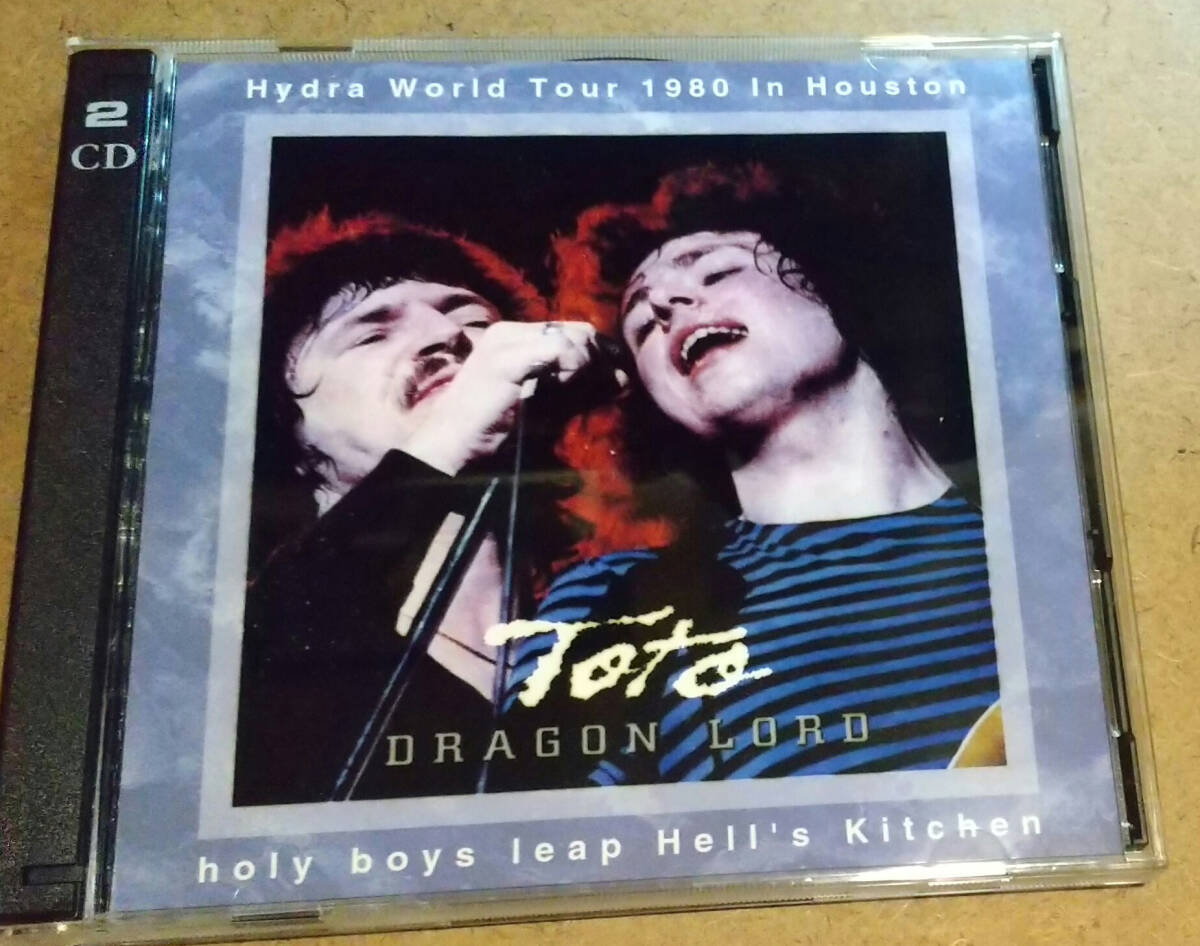 Hydra World Tour 1980 In Houston
2
CD
Toto
DRAGON LORD
holy boys leap Hell's Kitchen